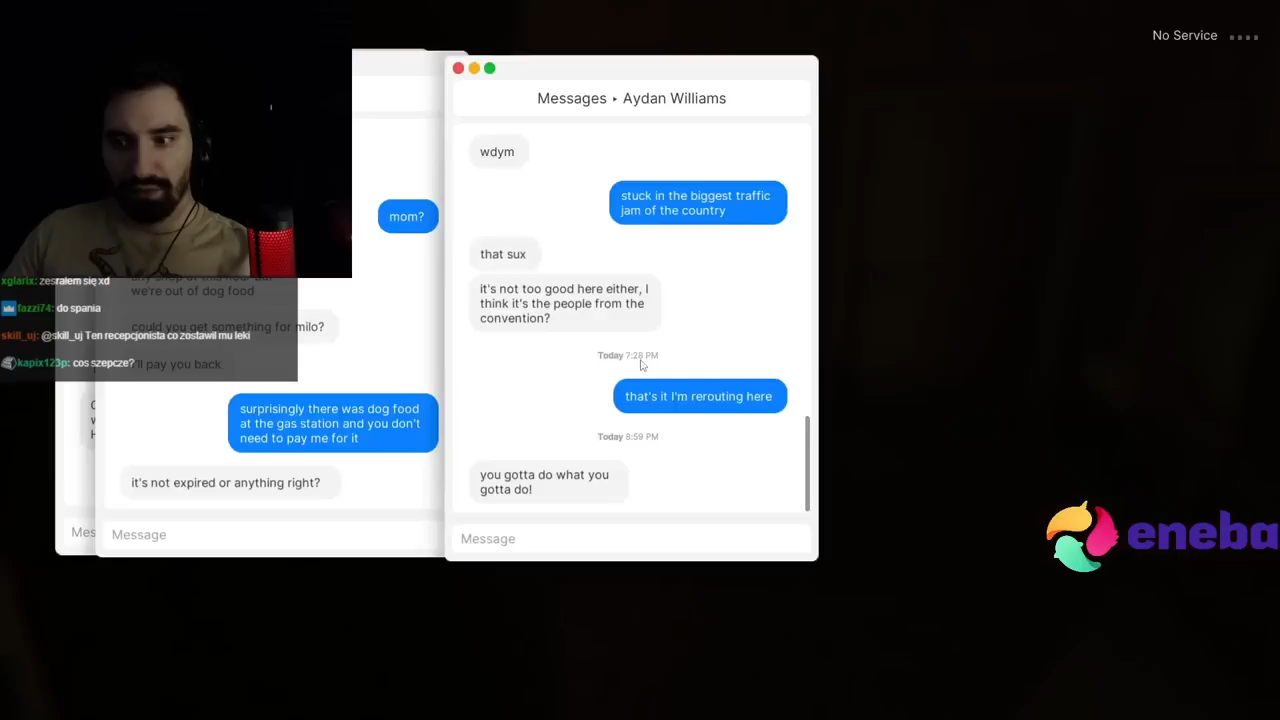 No Service
Messages ▸ Aydan Williams
wdym
stuck in the biggest traffic
jam of the country
that sux
it's not too good here either, I
think it's the people from the
convention?
Today 7:28 PM
that's it I'm rerouting here
Today 8:59 PM
you gotta do what you
gotta do!
Message
mom?
we're out of dog food
could you get something for milo?
I'll pay you back
surprisingly there was dog food
at the gas station and you don't
need to pay me for it
it's not expired or anything right?
Message
Mes
xglarix: zesrałem się xd
fazzi74: do spania
skill_uj: @skill_uj Ten recepcjonista co zostawil mu leki
kapix123p: cos szepcze?
eneba